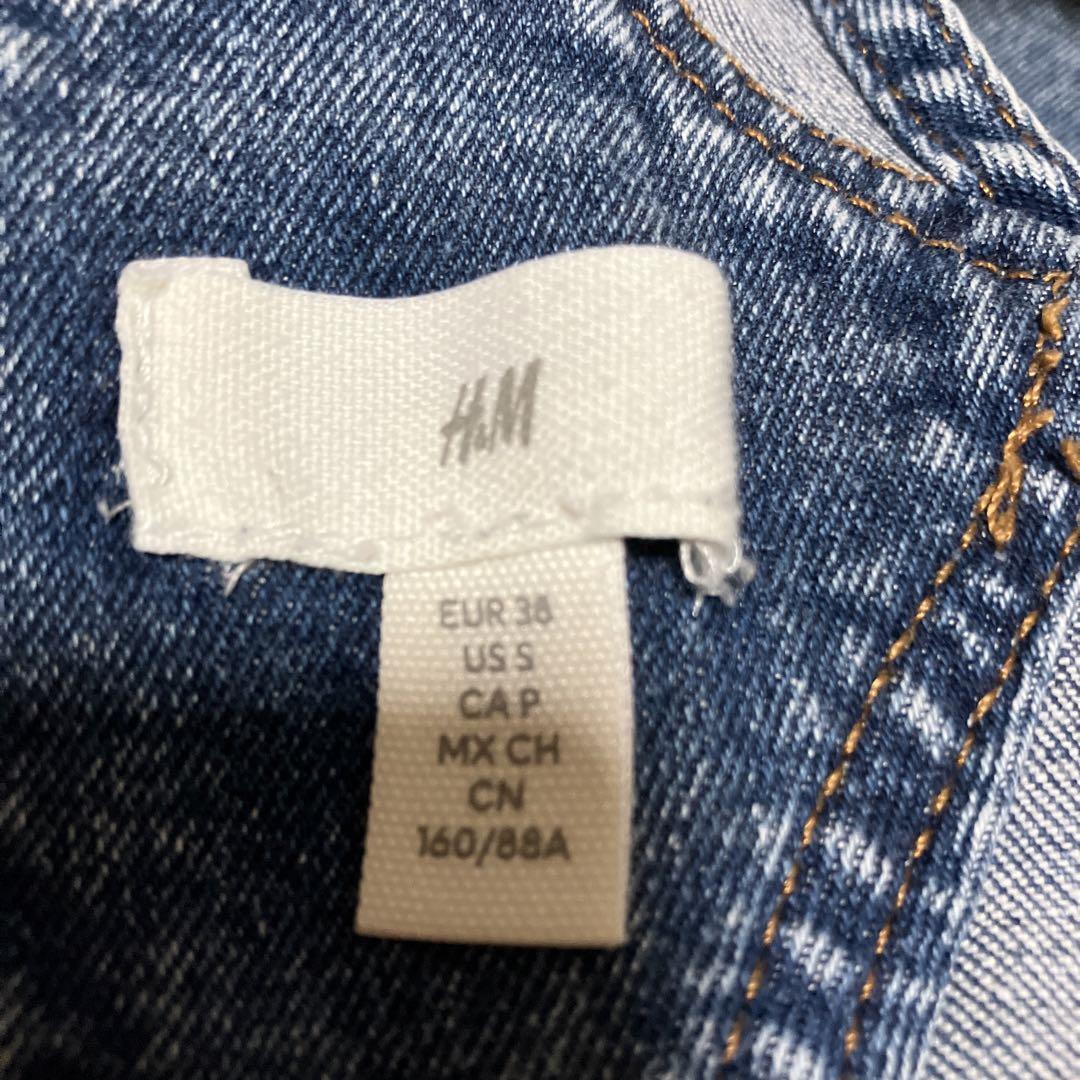 H&M
EUR 38
US S
CA P
MX CH
CN
160/88A